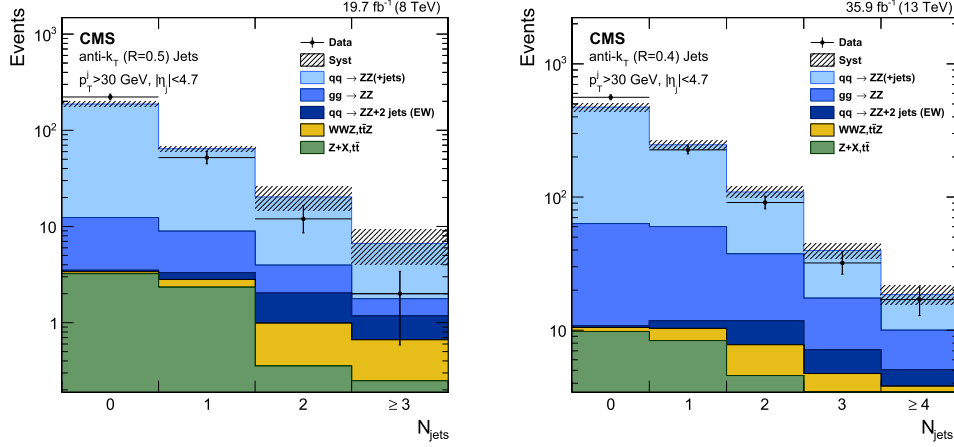 19.7 fb⁻¹ (8 TeV)
Events
10³
10²
10
1
CMS
anti-k_T (R=0.5) Jets
p_T^j>30 GeV, |η_j|<4.7
Data
Syst
qq → ZZ(+jets)
gg → ZZ
qq → ZZ+2 jets (EW)
WWZ,tt̄Z
Z+X,tt̄
0 1 2 ≥ 3
N_jets
35.9 fb⁻¹ (13 TeV)
Events
10³
10²
10
CMS
anti-k_T (R=0.4) Jets
p_T^j>30 GeV, |η_j|<4.7
Data
Syst
qq → ZZ(+jets)
gg → ZZ
qq → ZZ+2 jets (EW)
WWZ,tt̄Z
Z+X,tt̄
0 1 2 3 ≥ 4
N_jets